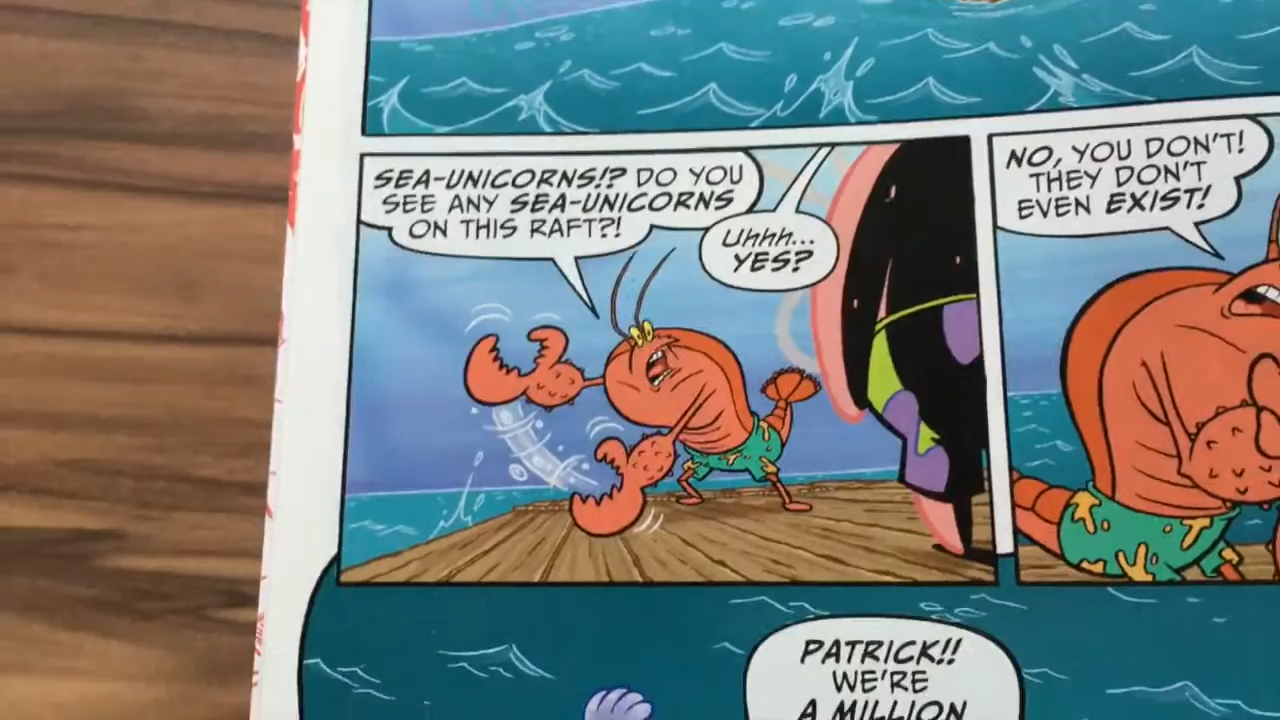 SEA-UNICORNS!? DO YOU
SEE ANY SEA-UNICORNS
ON THIS RAFT?!
Uhhh...
YES?
NO, YOU DON'T!
THEY DON'T
EVEN EXIST!
PATRICK!!
WE'RE
A MILLION